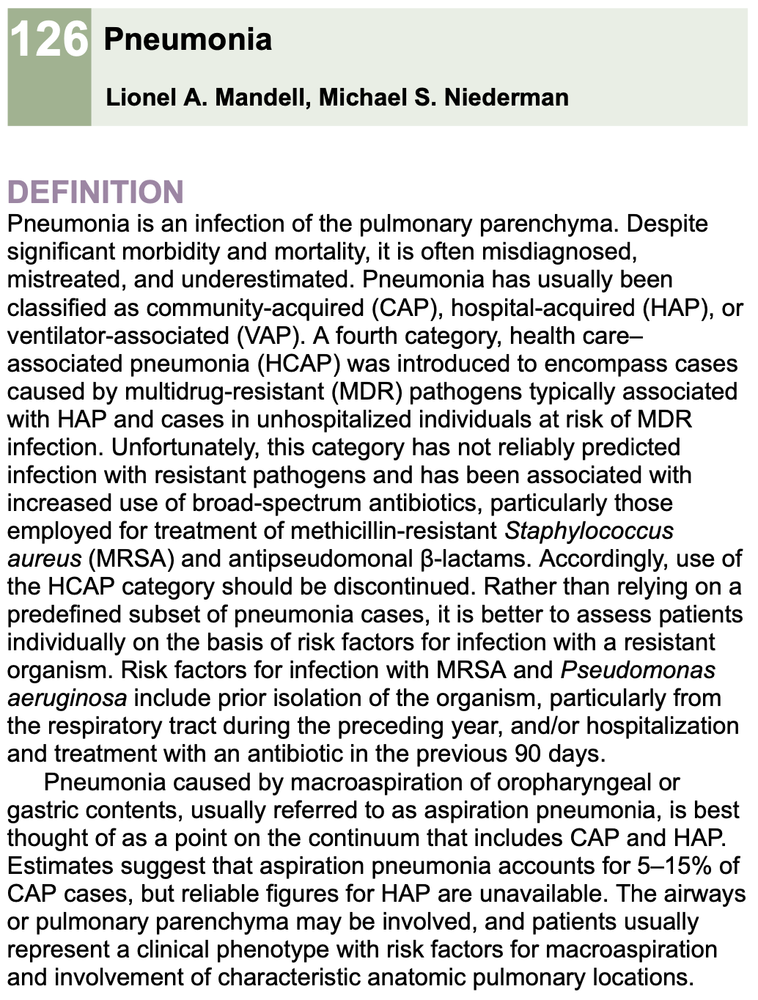 126 Pneumonia
Lionel A. Mandell, Michael S. Niederman
DEFINITION
Pneumonia is an infection of the pulmonary parenchyma. Despite
significant morbidity and mortality, it is often misdiagnosed,
mistreated, and underestimated. Pneumonia has usually been
classified as community-acquired (CAP), hospital-acquired (HAP), or
ventilator-associated (VAP). A fourth category, health care–
associated pneumonia (HCAP) was introduced to encompass cases
caused by multidrug-resistant (MDR) pathogens typically associated
with HAP and cases in unhospitalized individuals at risk of MDR
infection. Unfortunately, this category has not reliably predicted
infection with resistant pathogens and has been associated with
increased use of broad-spectrum antibiotics, particularly those
employed for treatment of methicillin-resistant Staphylococcus
aureus (MRSA) and antipseudomonal β-lactams. Accordingly, use of
the HCAP category should be discontinued. Rather than relying on a
predefined subset of pneumonia cases, it is better to assess patients
individually on the basis of risk factors for infection with a resistant
organism. Risk factors for infection with MRSA and Pseudomonas
aeruginosa include prior isolation of the organism, particularly from
the respiratory tract during the preceding year, and/or hospitalization
and treatment with an antibiotic in the previous 90 days.
Pneumonia caused by macroaspiration of oropharyngeal or
gastric contents, usually referred to as aspiration pneumonia, is best
thought of as a point on the continuum that includes CAP and HAP.
Estimates suggest that aspiration pneumonia accounts for 5–15% of
CAP cases, but reliable figures for HAP are unavailable. The airways
or pulmonary parenchyma may be involved, and patients usually
represent a clinical phenotype with risk factors for macroaspiration
and involvement of characteristic anatomic pulmonary locations.